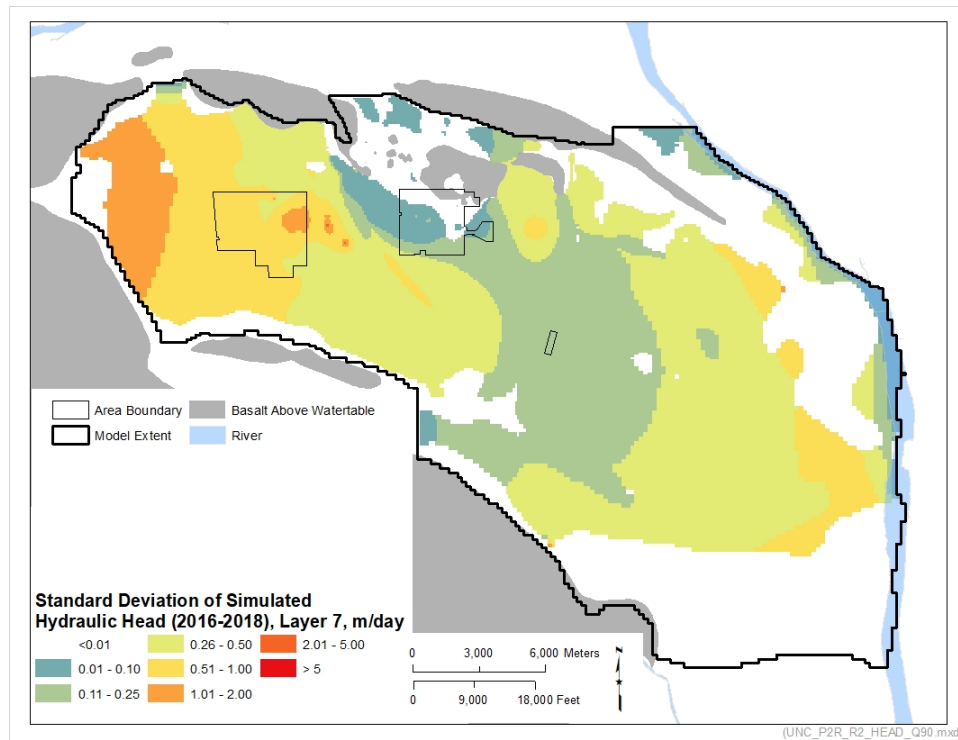 Area Boundary
Basalt Above Watertable
Model Extent
River
Standard Deviation of Simulated
Hydraulic Head (2016-2018), Layer 7, m/day
<0.01
0.26 - 0.50
2.01 - 5.00
0.01 - 0.10
0.51 - 1.00
> 5
0.11 - 0.25
1.01 - 2.00
0 3,000 6,000 Meters
0 9,000 18,000 Feet
N
(UNC_P2R_R2_HEAD_Q90.mxd